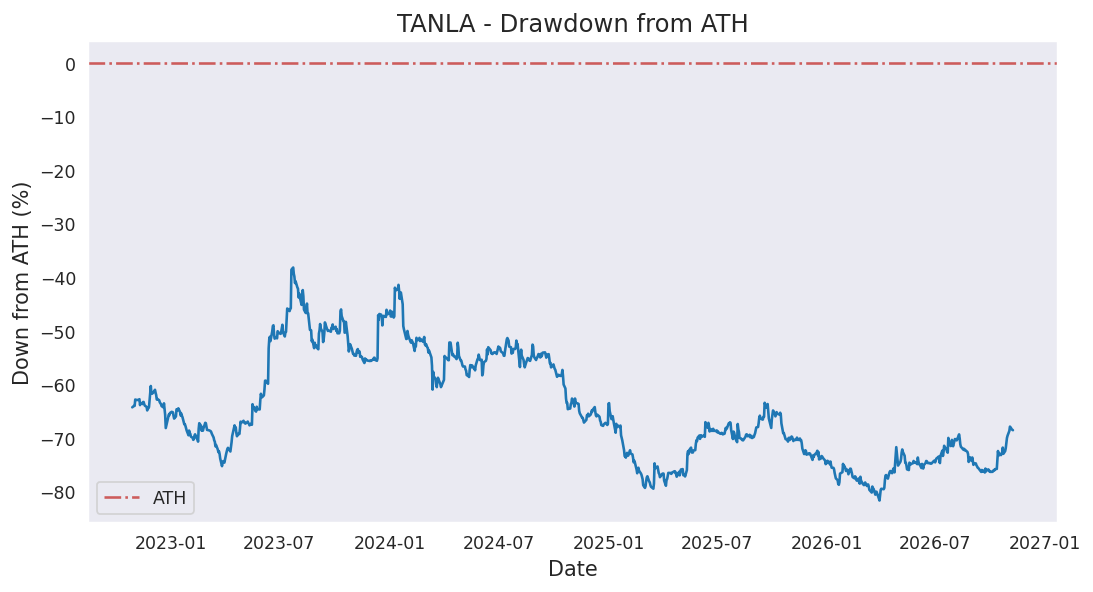 TANLA - Drawdown from ATH
Down from ATH (%)
0
−10
−20
−30
−40
−50
−60
−70
−80
ATH
2023-01 2023-07 2024-01 2024-07 2025-01 2025-07 2026-01 2026-07 2027-01
Date